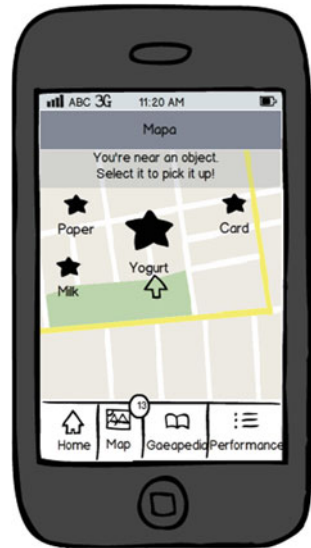 ABC 3G 11:20 AM
Mapa
You're near an object.
Select it to pick it up!
Paper
Card
Yogurt
Milk
13
Home Map Gaeapedia Performance